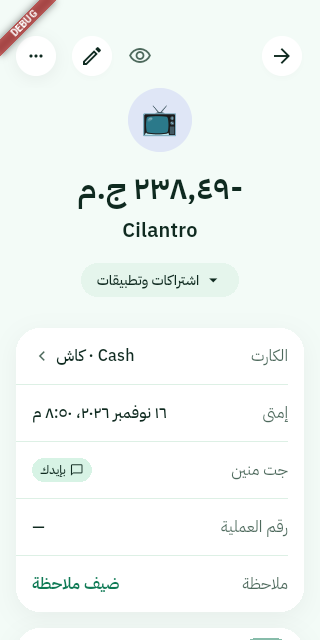 DEBUG
-٢٣٨,٤٩ ج.م
Cilantro
اشتراكات وتطبيقات
الكارت
كاش · Cash
إمتى
١٦ نوفمبر ٢٠٢٦، ٨:٥٠ م
جت منين
بإيدك
رقم العملية
—
ملاحظة
ضيف ملاحظة